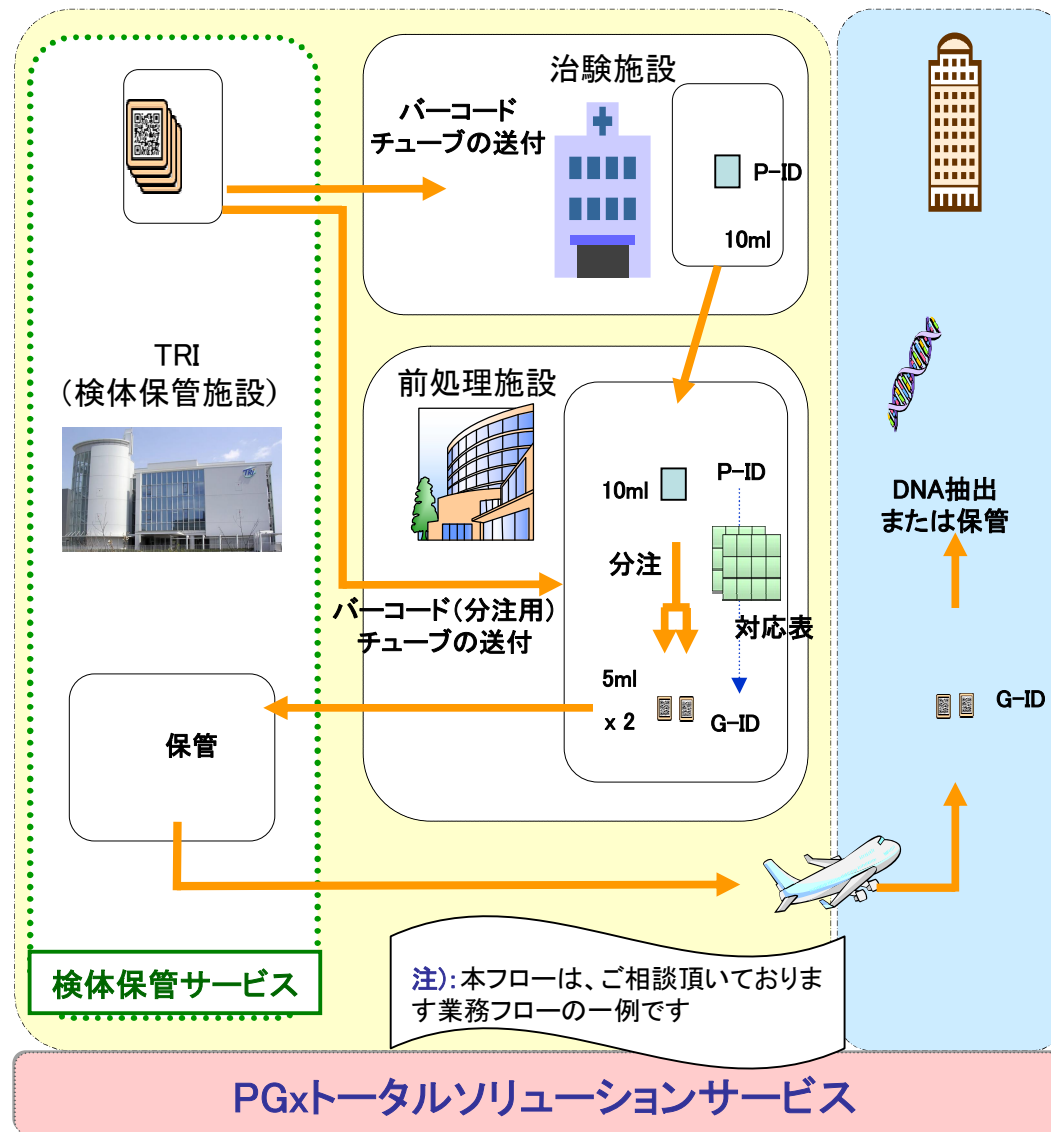 治験施設
バーコード
チューブの送付
P-ID
10ml
TRI
(検体保管施設)
前処理施設
10ml
P-ID
分注
対応表
バーコード(分注用)
チューブの送付
5ml
x 2
G-ID
保管
DNA抽出
または保管
G-ID
検体保管サービス
注):本フローは、ご相談頂いておりま
す業務フローの一例です
PGxトータルソリューションサービス